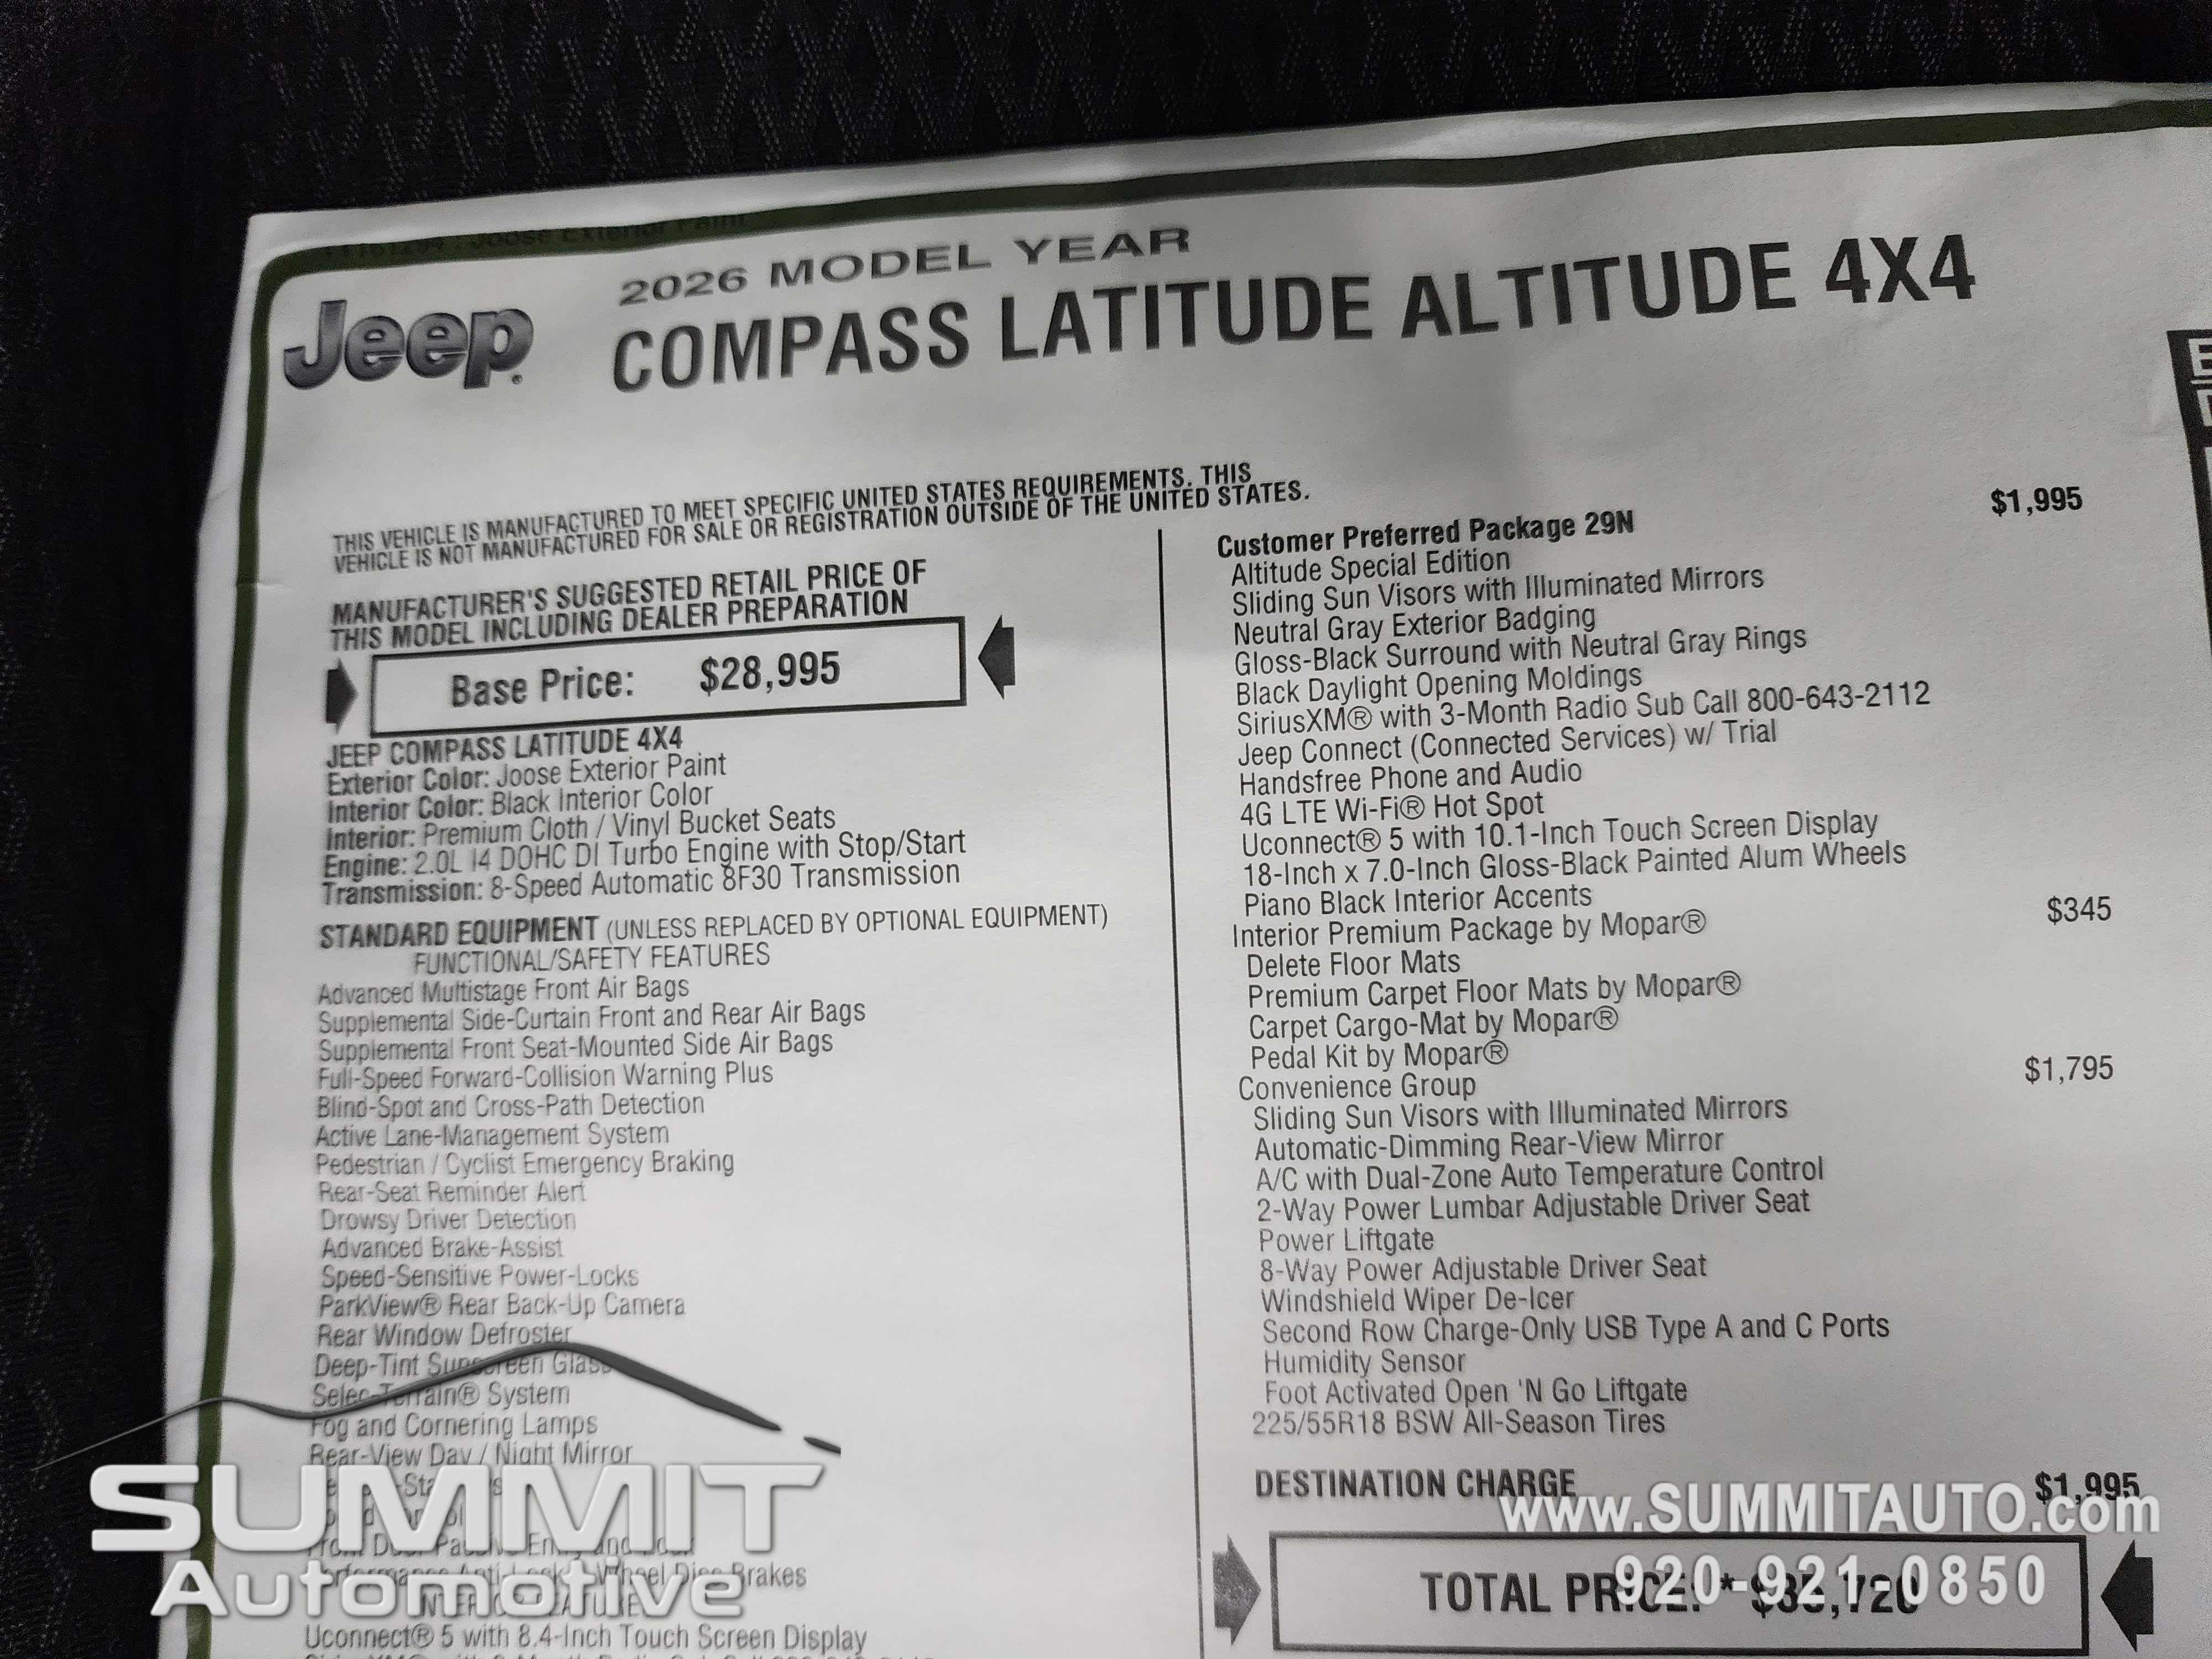 Jeep
2026 MODEL YEAR
COMPASS LATITUDE ALTITUDE 4X4
THIS VEHICLE IS MANUFACTURED TO MEET SPECIFIC UNITED STATES REQUIREMENTS. THIS
VEHICLE IS NOT MANUFACTURED FOR SALE OR REGISTRATION OUTSIDE OF THE UNITED STATES.
MANUFACTURER'S SUGGESTED RETAIL PRICE OF
THIS MODEL INCLUDING DEALER PREPARATION
Base Price: $28,995
JEEP COMPASS LATITUDE 4X4
Exterior Color: Joose Exterior Paint
Interior Color: Black Interior Color
Interior: Premium Cloth / Vinyl Bucket Seats
Engine: 2.0L I4 DOHC DI Turbo Engine with Stop/Start
Transmission: 8-Speed Automatic 8F30 Transmission
STANDARD EQUIPMENT (UNLESS REPLACED BY OPTIONAL EQUIPMENT)
FUNCTIONAL/SAFETY FEATURES
Advanced Multistage Front Air Bags
Supplemental Side-Curtain Front and Rear Air Bags
Supplemental Front Seat-Mounted Side Air Bags
Full-Speed Forward-Collision Warning Plus
Blind-Spot and Cross-Path Detection
Active Lane-Management System
Pedestrian / Cyclist Emergency Braking
Rear-Seat Reminder Alert
Drowsy Driver Detection
Advanced Brake-Assist
Speed-Sensitive Power-Locks
ParkView® Rear Back-Up Camera
Rear Window Defroster
Deep-Tint Sunscreen Glass
Selec-Terrain® System
Fog and Cornering Lamps
Rear-View Day / Night Mirror
Brakes
Uconnect® 5 with 8.4-Inch Touch Screen Display
Customer Preferred Package 29N $1,995
Altitude Special Edition
Sliding Sun Visors with Illuminated Mirrors
Neutral Gray Exterior Badging
Gloss-Black Surround with Neutral Gray Rings
Black Daylight Opening Moldings
SiriusXM® with 3-Month Radio Sub Call 800-643-2112
Jeep Connect (Connected Services) w/ Trial
Handsfree Phone and Audio
4G LTE Wi-Fi® Hot Spot
Uconnect® 5 with 10.1-Inch Touch Screen Display
18-Inch x 7.0-Inch Gloss-Black Painted Alum Wheels
Piano Black Interior Accents
Interior Premium Package by Mopar® $345
Delete Floor Mats
Premium Carpet Floor Mats by Mopar®
Carpet Cargo-Mat by Mopar®
Pedal Kit by Mopar®
Convenience Group $1,795
Sliding Sun Visors with Illuminated Mirrors
Automatic-Dimming Rear-View Mirror
A/C with Dual-Zone Auto Temperature Control
2-Way Power Lumbar Adjustable Driver Seat
Power Liftgate
8-Way Power Adjustable Driver Seat
Windshield Wiper De-Icer
Second Row Charge-Only USB Type A and C Ports
Humidity Sensor
Foot Activated Open 'N Go Liftgate
225/55R18 BSW All-Season Tires
DESTINATION CHARGE $1,995
TOTAL PRICE: * $35,720
SUMMIT
Automotive
www.SUMMITAUTO.com
920-921-0850